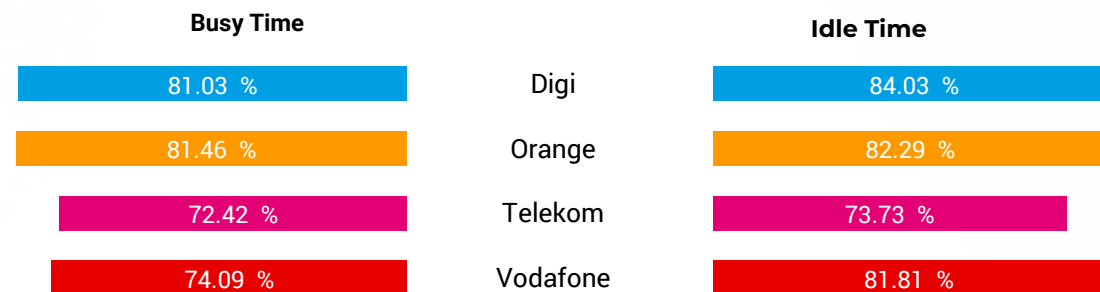 Busy Time Idle Time
81.03 % Digi 84.03 %
81.46 % Orange 82.29 %
72.42 % Telekom 73.73 %
74.09 % Vodafone 81.81 %